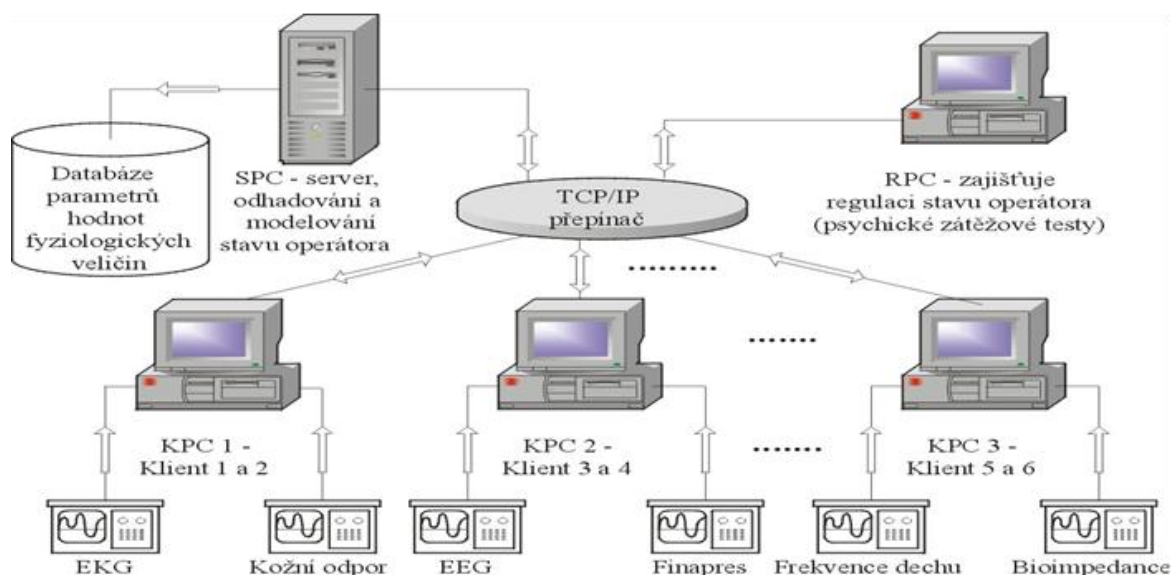 Databáze
parametrů
hodnot
fyziologických
veličin
SPC - server,
odhadování a
modelování
stavu operátora
TCP/IP
přepínač
RPC - zajišťuje
regulaci stavu operátora
(psychické zátěžové testy)
KPC 1 -
Klient 1 a 2
KPC 2 -
Klient 3 a 4
KPC 3 -
Klient 5 a 6
EKG
Kožní odpor
EEG
Finapres
Frekvence dechu
Bioimpedance